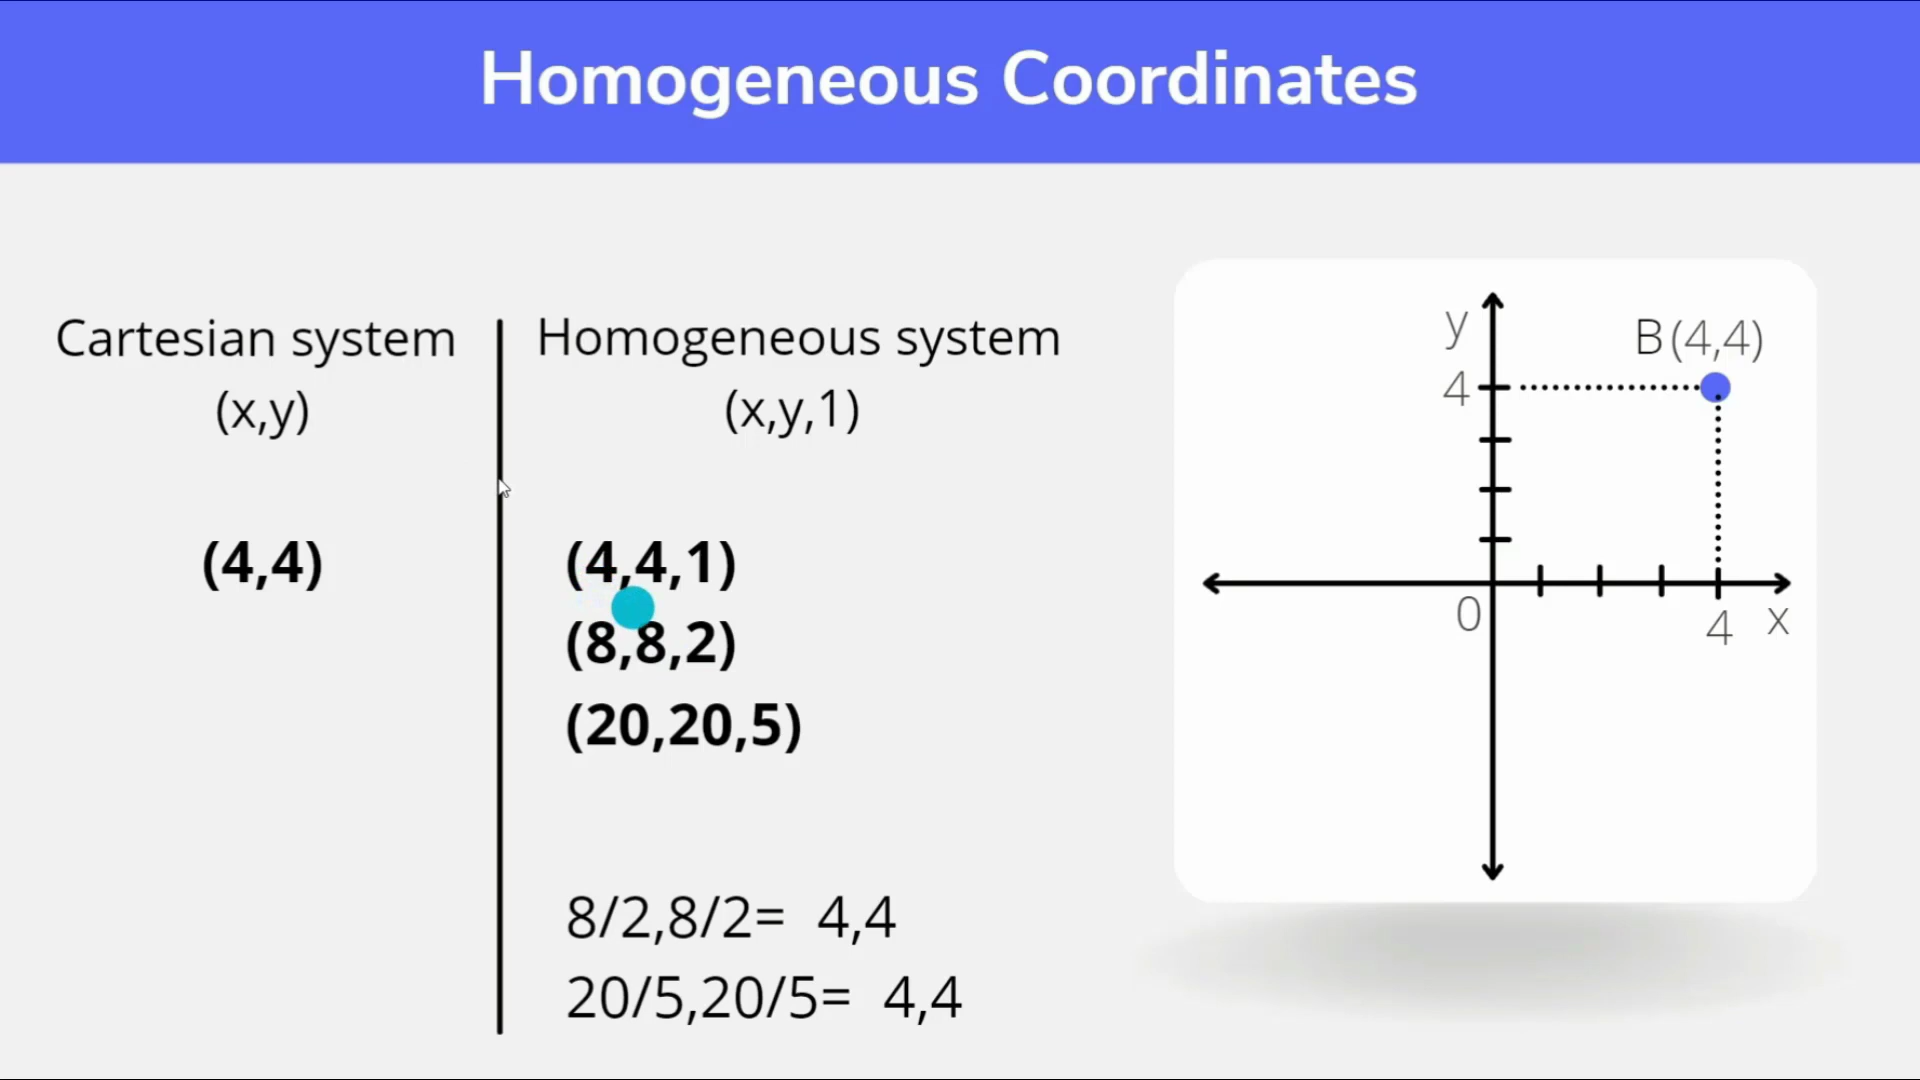 Homogeneous Coordinates
Cartesian system
(x,y)
(4,4)
Homogeneous system
(x,y,1)
(4,4,1)
(8,8,2)
(20,20,5)
8/2,8/2= 4,4
20/5,20/5= 4,4
y
B(4,4)
4
0
4
x